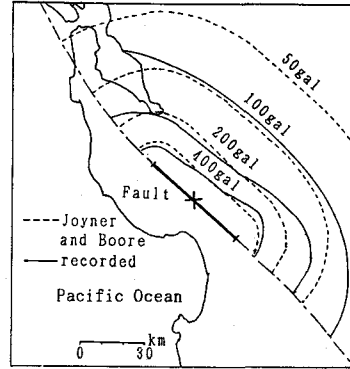 50gal
100gal
200gal
400gal
Fault
Joyner
and Boore
recorded
Pacific Ocean
km
0 30